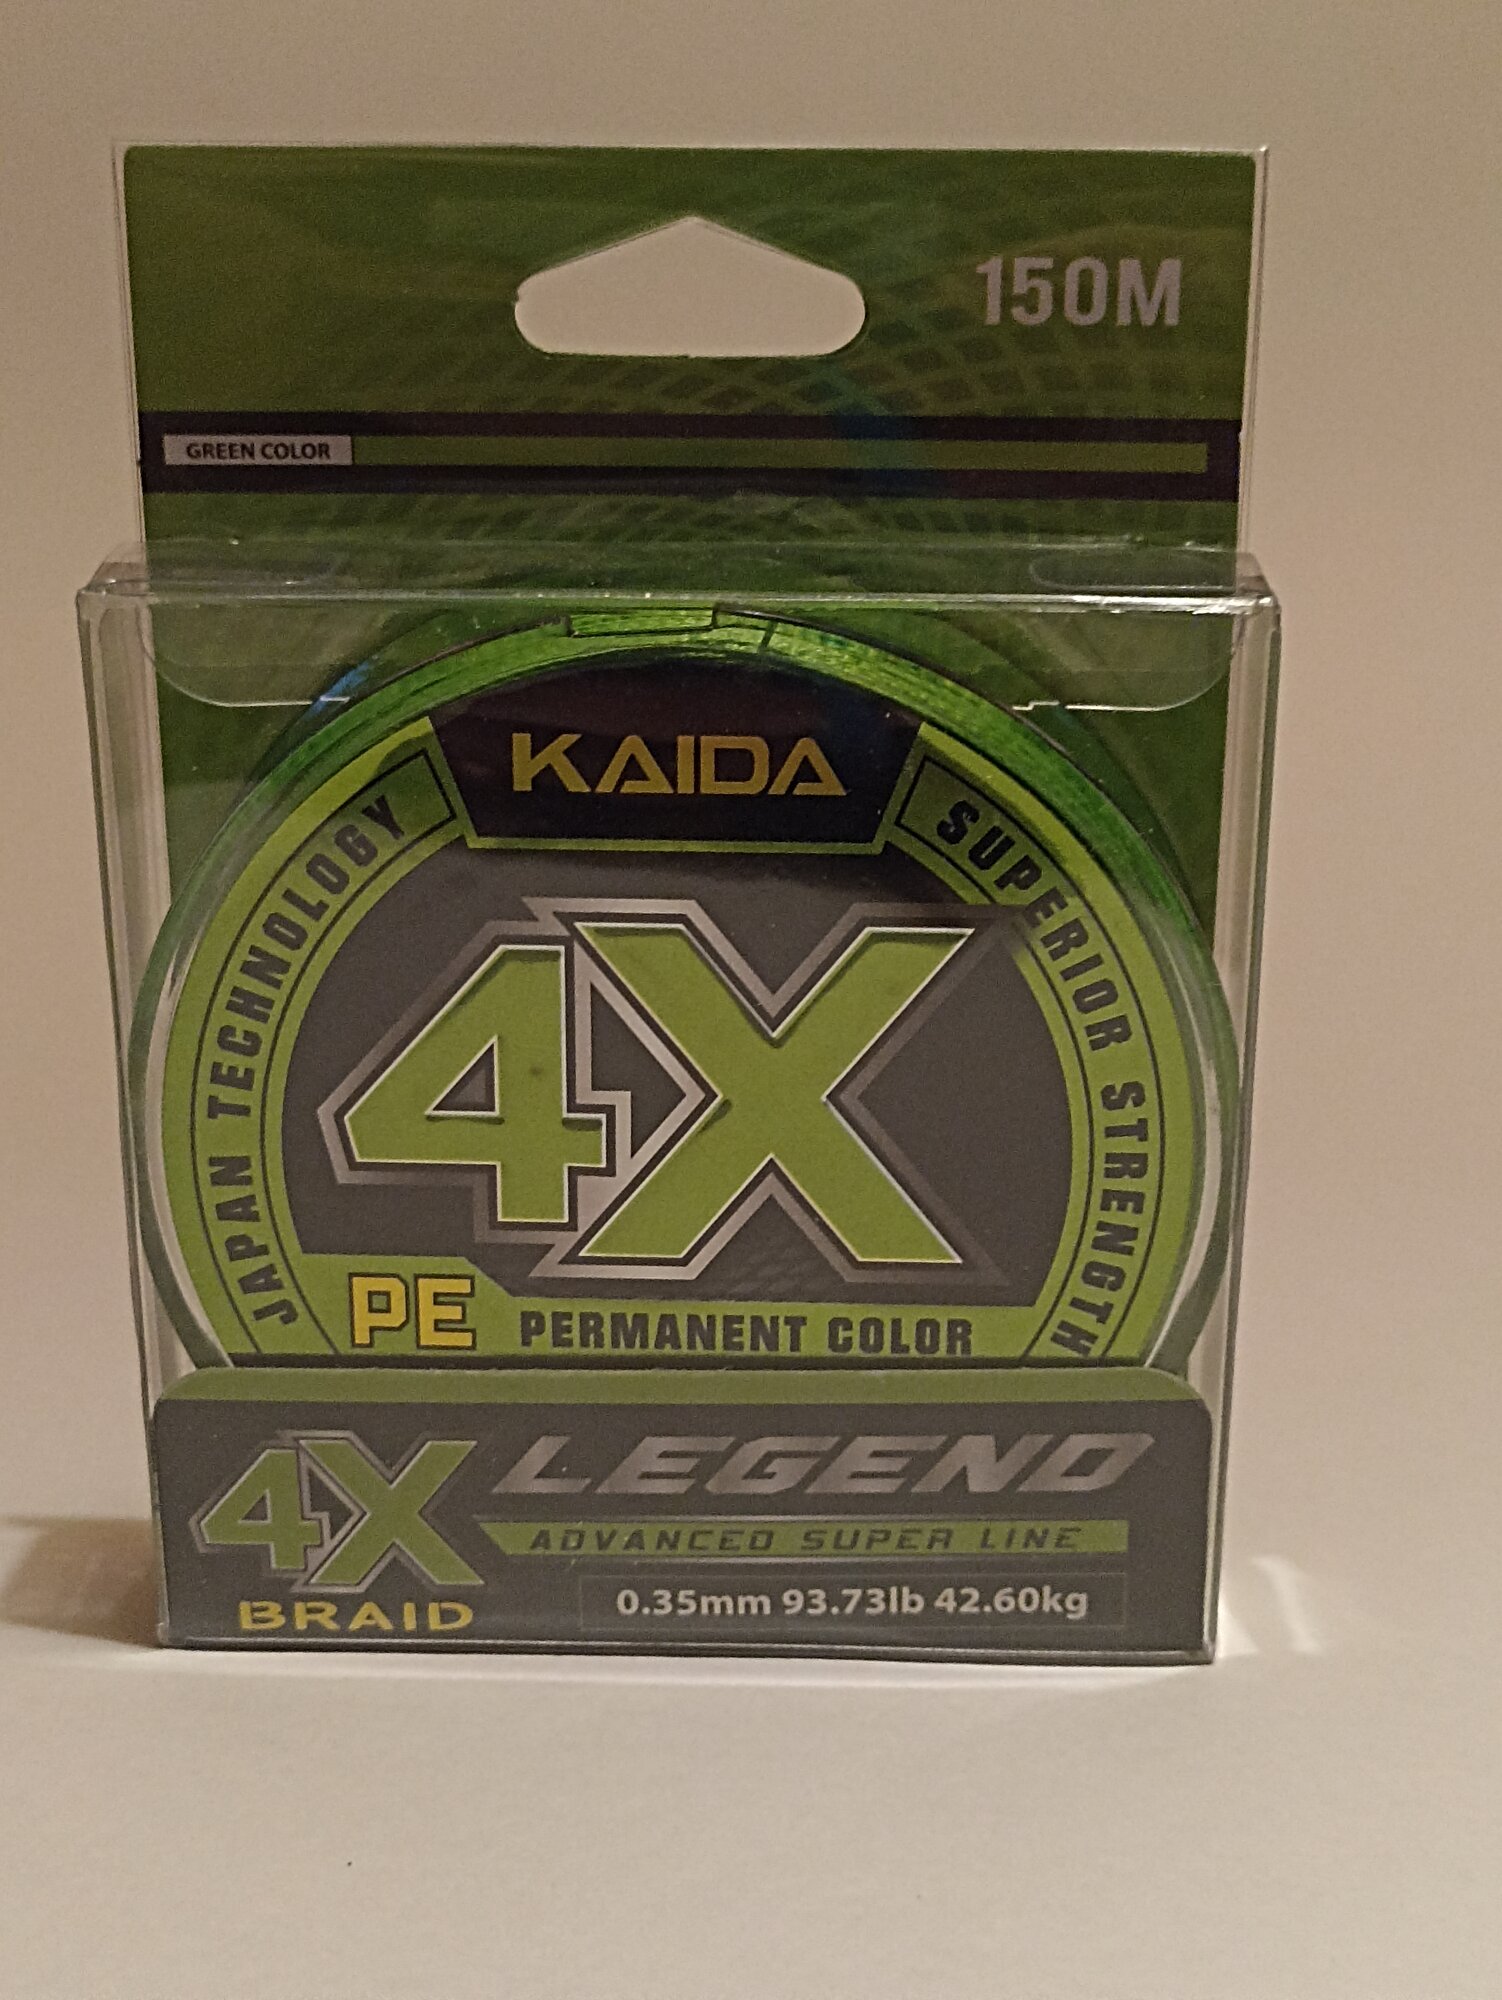 150M
GREEN COLOR
KAIDA
JAPAN TECHNOLOGY
SUPERIOR STRENGTH
4X
PE PERMANENT COLOR
4X LEGEND
ADVANCED SUPER LINE
BRAID
0.35mm 93.73lb 42.60kg